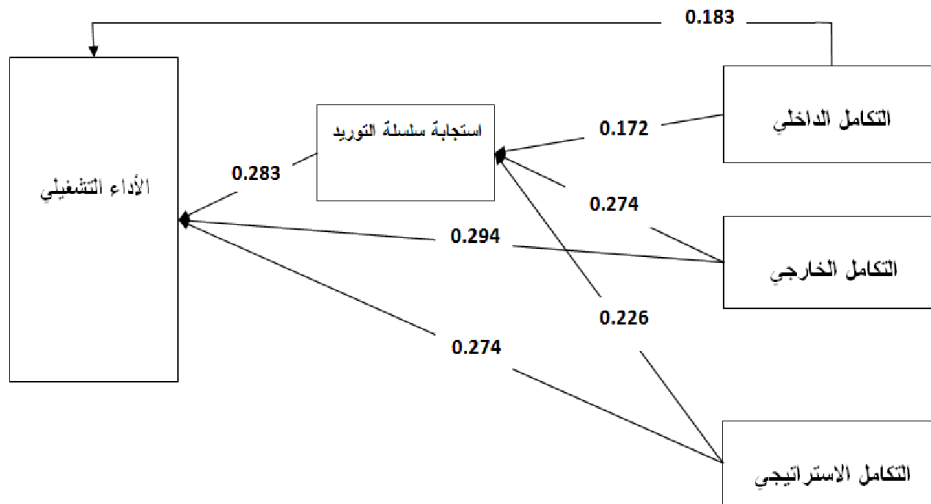 0.183
التكامل الداخلي
استجابة سلسلة التوريد
0.172
0.283
الأداء التشغيلي
0.274
0.294
التكامل الخارجي
0.226
0.274
التكامل الاستراتيجي